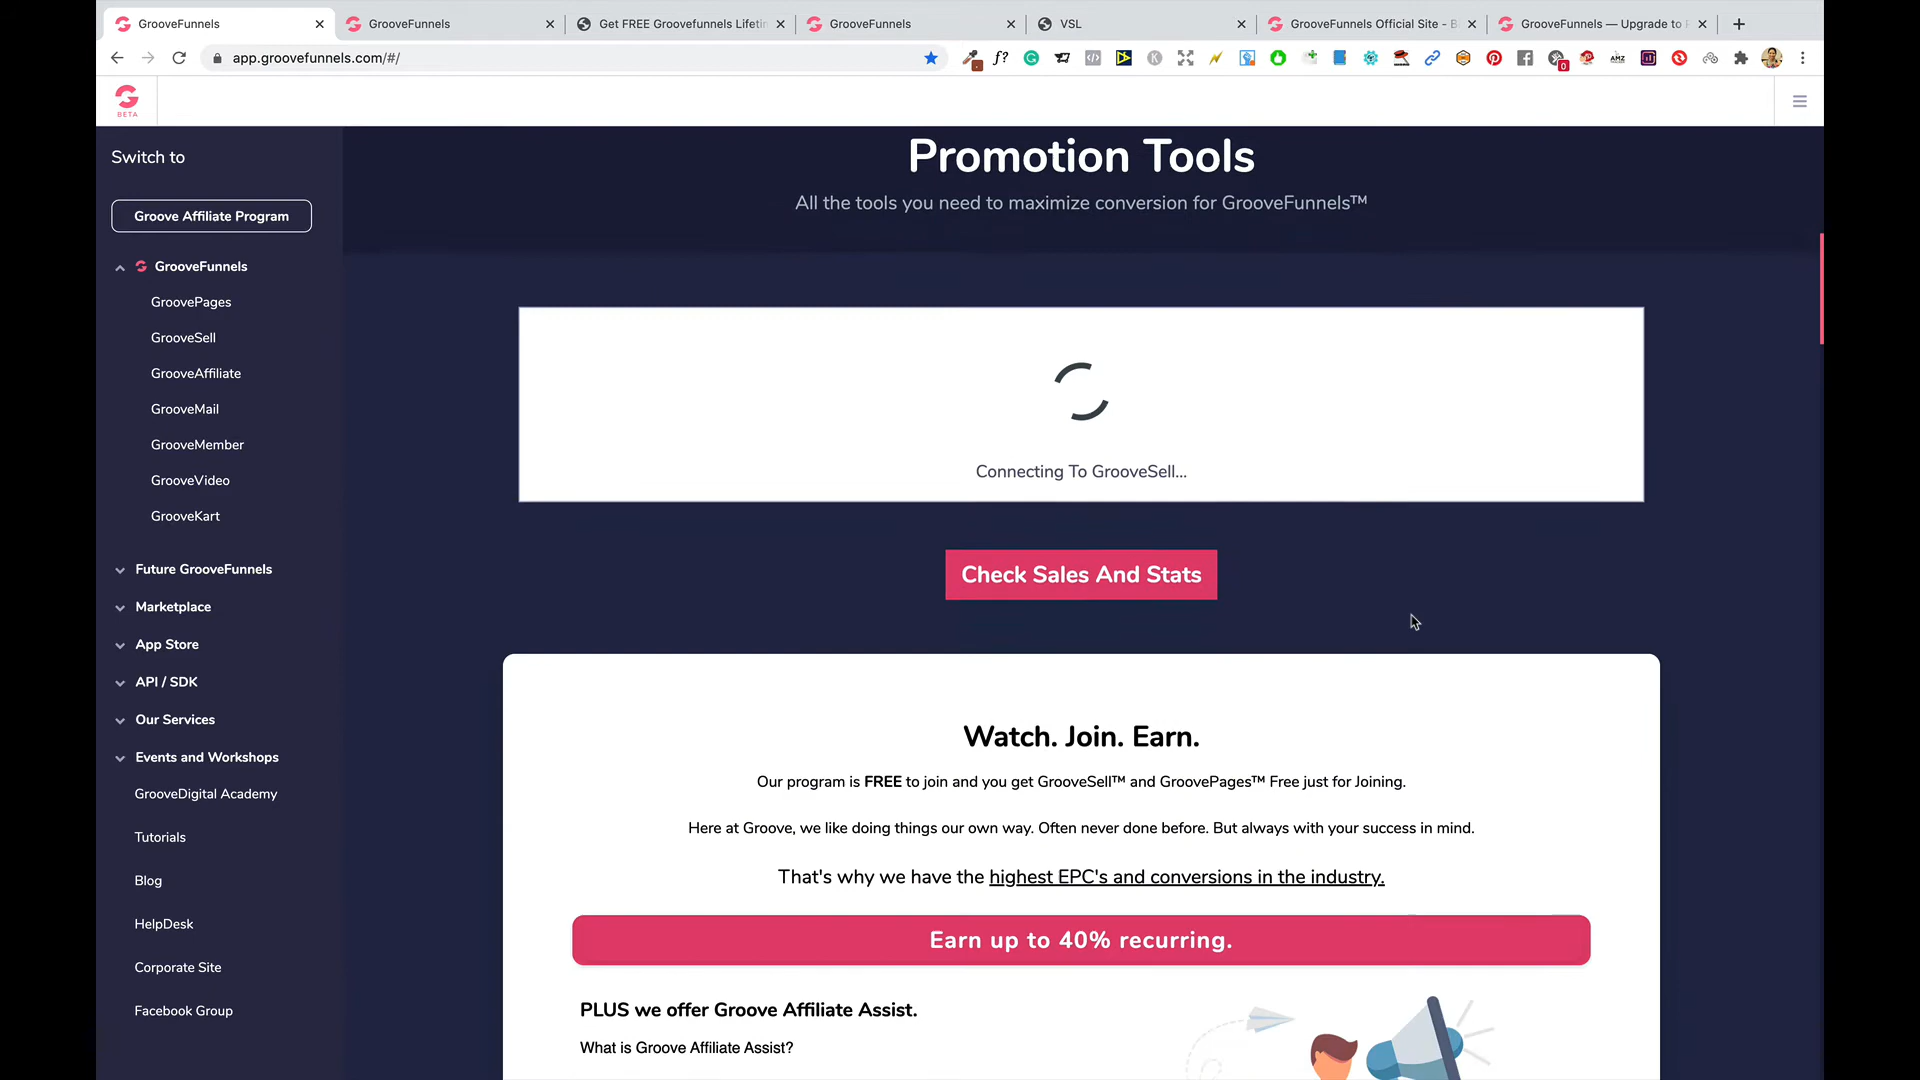 GrooveFunnels
GrooveFunnels
Get FREE Groovefunnels Lifetin
GrooveFunnels
VSL
GrooveFunnels Official Site - B
GrooveFunnels — Upgrade to P
app.groovefunnels.com/#/
f?
0
AMZ
BETA
Switch to
Groove Affiliate Program
GrooveFunnels
GroovePages
GrooveSell
GrooveAffiliate
GrooveMail
GrooveMember
GrooveVideo
GrooveKart
Future GrooveFunnels
Marketplace
App Store
API / SDK
Our Services
Events and Workshops
GrooveDigital Academy
Tutorials
Blog
HelpDesk
Corporate Site
Facebook Group
Promotion Tools
All the tools you need to maximize conversion for GrooveFunnels™
Connecting To GrooveSell...
Check Sales And Stats
Watch. Join. Earn.
Our program is FREE to join and you get GrooveSell™ and GroovePages™ Free just for Joining.
Here at Groove, we like doing things our own way. Often never done before. But always with your success in mind.
That's why we have the highest EPC's and conversions in the industry.
Earn up to 40% recurring.
PLUS we offer Groove Affiliate Assist.
What is Groove Affiliate Assist?